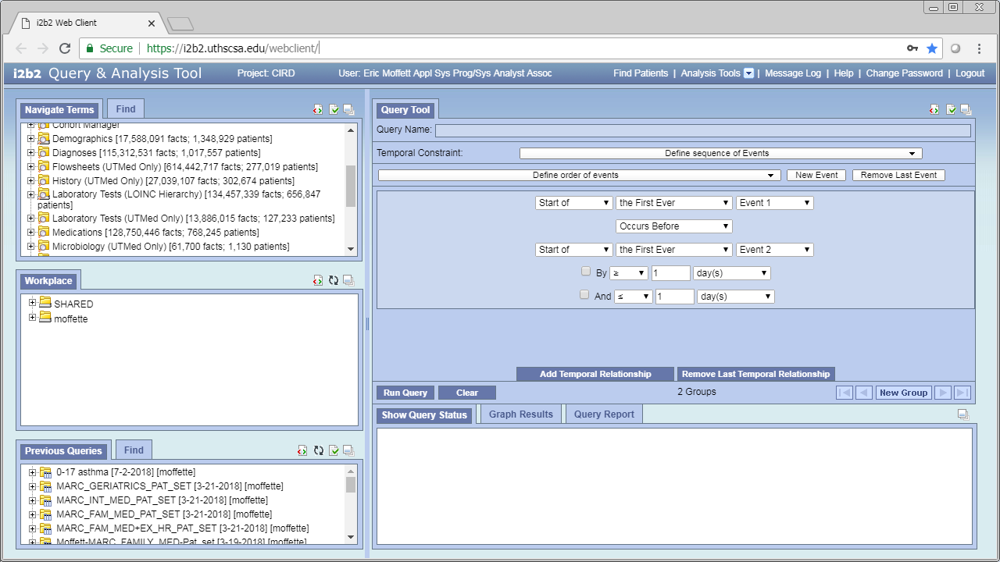 i2b2 Web Client
Secure
https://i2b2.uthscsa.edu/webclient/
i2b2 Query & Analysis Tool
Project: CIRD
User: Eric Moffett Appl Sys Prog/Sys Analyst Assoc
Find Patients | Analysis Tools | Message Log | Help | Change Password | Logout
Navigate Terms
Find
Cohort Manager
Demographics [17,588,091 facts; 1,348,929 patients]
Diagnoses [115,312,531 facts; 1,017,557 patients]
Flowsheets (UTMed Only) [614,442,717 facts; 277,019 patients]
History (UTMed Only) [27,039,107 facts; 302,674 patients]
Laboratory Tests (LOINC Hierarchy) [134,457,339 facts; 656,847
patients]
Laboratory Tests (UTMed Only) [13,886,015 facts; 127,233 patients]
Medications [128,750,446 facts; 768,245 patients]
Microbiology (UTMed Only) [61,700 facts; 1,130 patients]
Workplace
SHARED
moffette
Previous Queries
Find
0-17 asthma [7-2-2018] [moffette]
MARC_GERIATRICS_PAT_SET [3-21-2018] [moffette]
MARC_INT_MED_PAT_SET [3-21-2018] [moffette]
MARC_FAM_MED_PAT_SET [3-21-2018] [moffette]
MARC_FAM_MED+EX_HR_PAT_SET [3-21-2018] [moffette]
Moffett-MARC_FAMILY_MED-Pat_set [3-19-2018] [moffette]
Query Tool
Query Name:
Temporal Constraint:
Define sequence of Events
Define order of events
New Event
Remove Last Event
Start of
the First Ever
Event 1
Occurs Before
Start of
the First Ever
Event 2
By ≥ 1 day(s)
And ≤ 1 day(s)
Add Temporal Relationship
Remove Last Temporal Relationship
Run Query
Clear
2 Groups
New Group
Show Query Status
Graph Results
Query Report